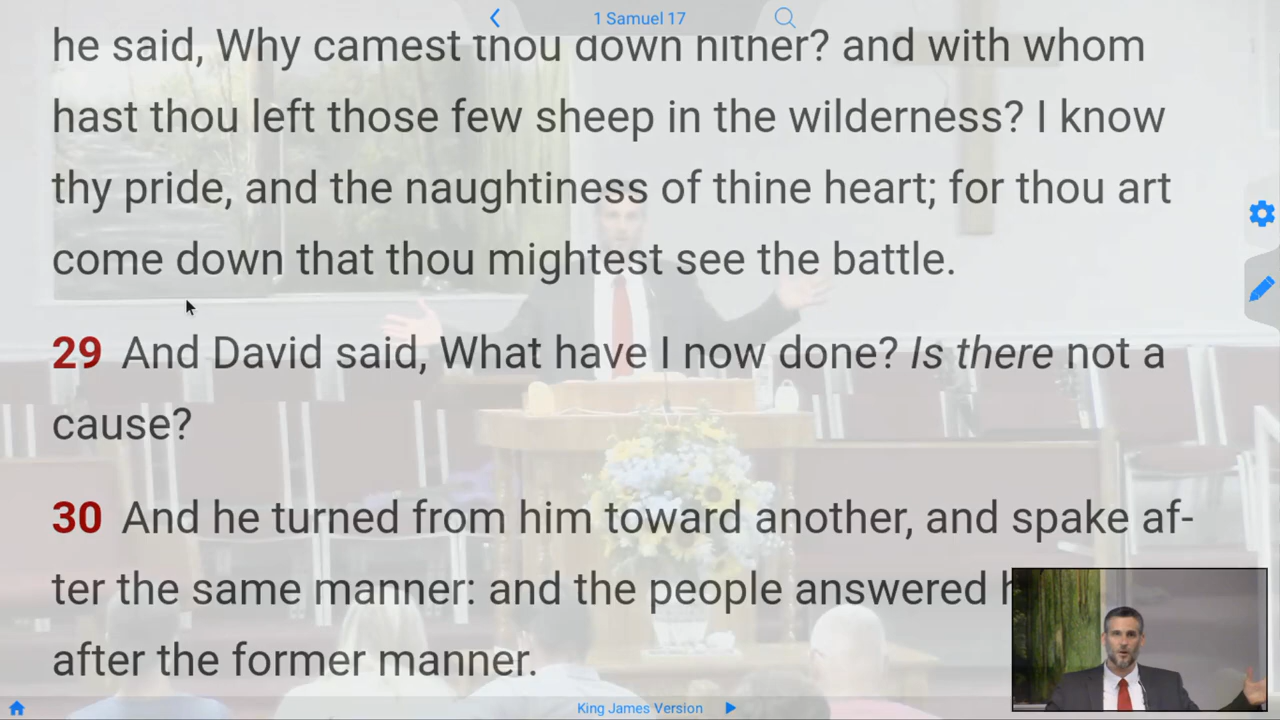 1 Samuel 17
he said, Why camest thou down hither? and with whom
hast thou left those few sheep in the wilderness? I know
thy pride, and the naughtiness of thine heart; for thou art
come down that thou mightest see the battle.
29 And David said, What have I now done? Is there not a
cause?
30 And he turned from him toward another, and spake af-
ter the same manner: and the people answered
after the former manner.
King James Version